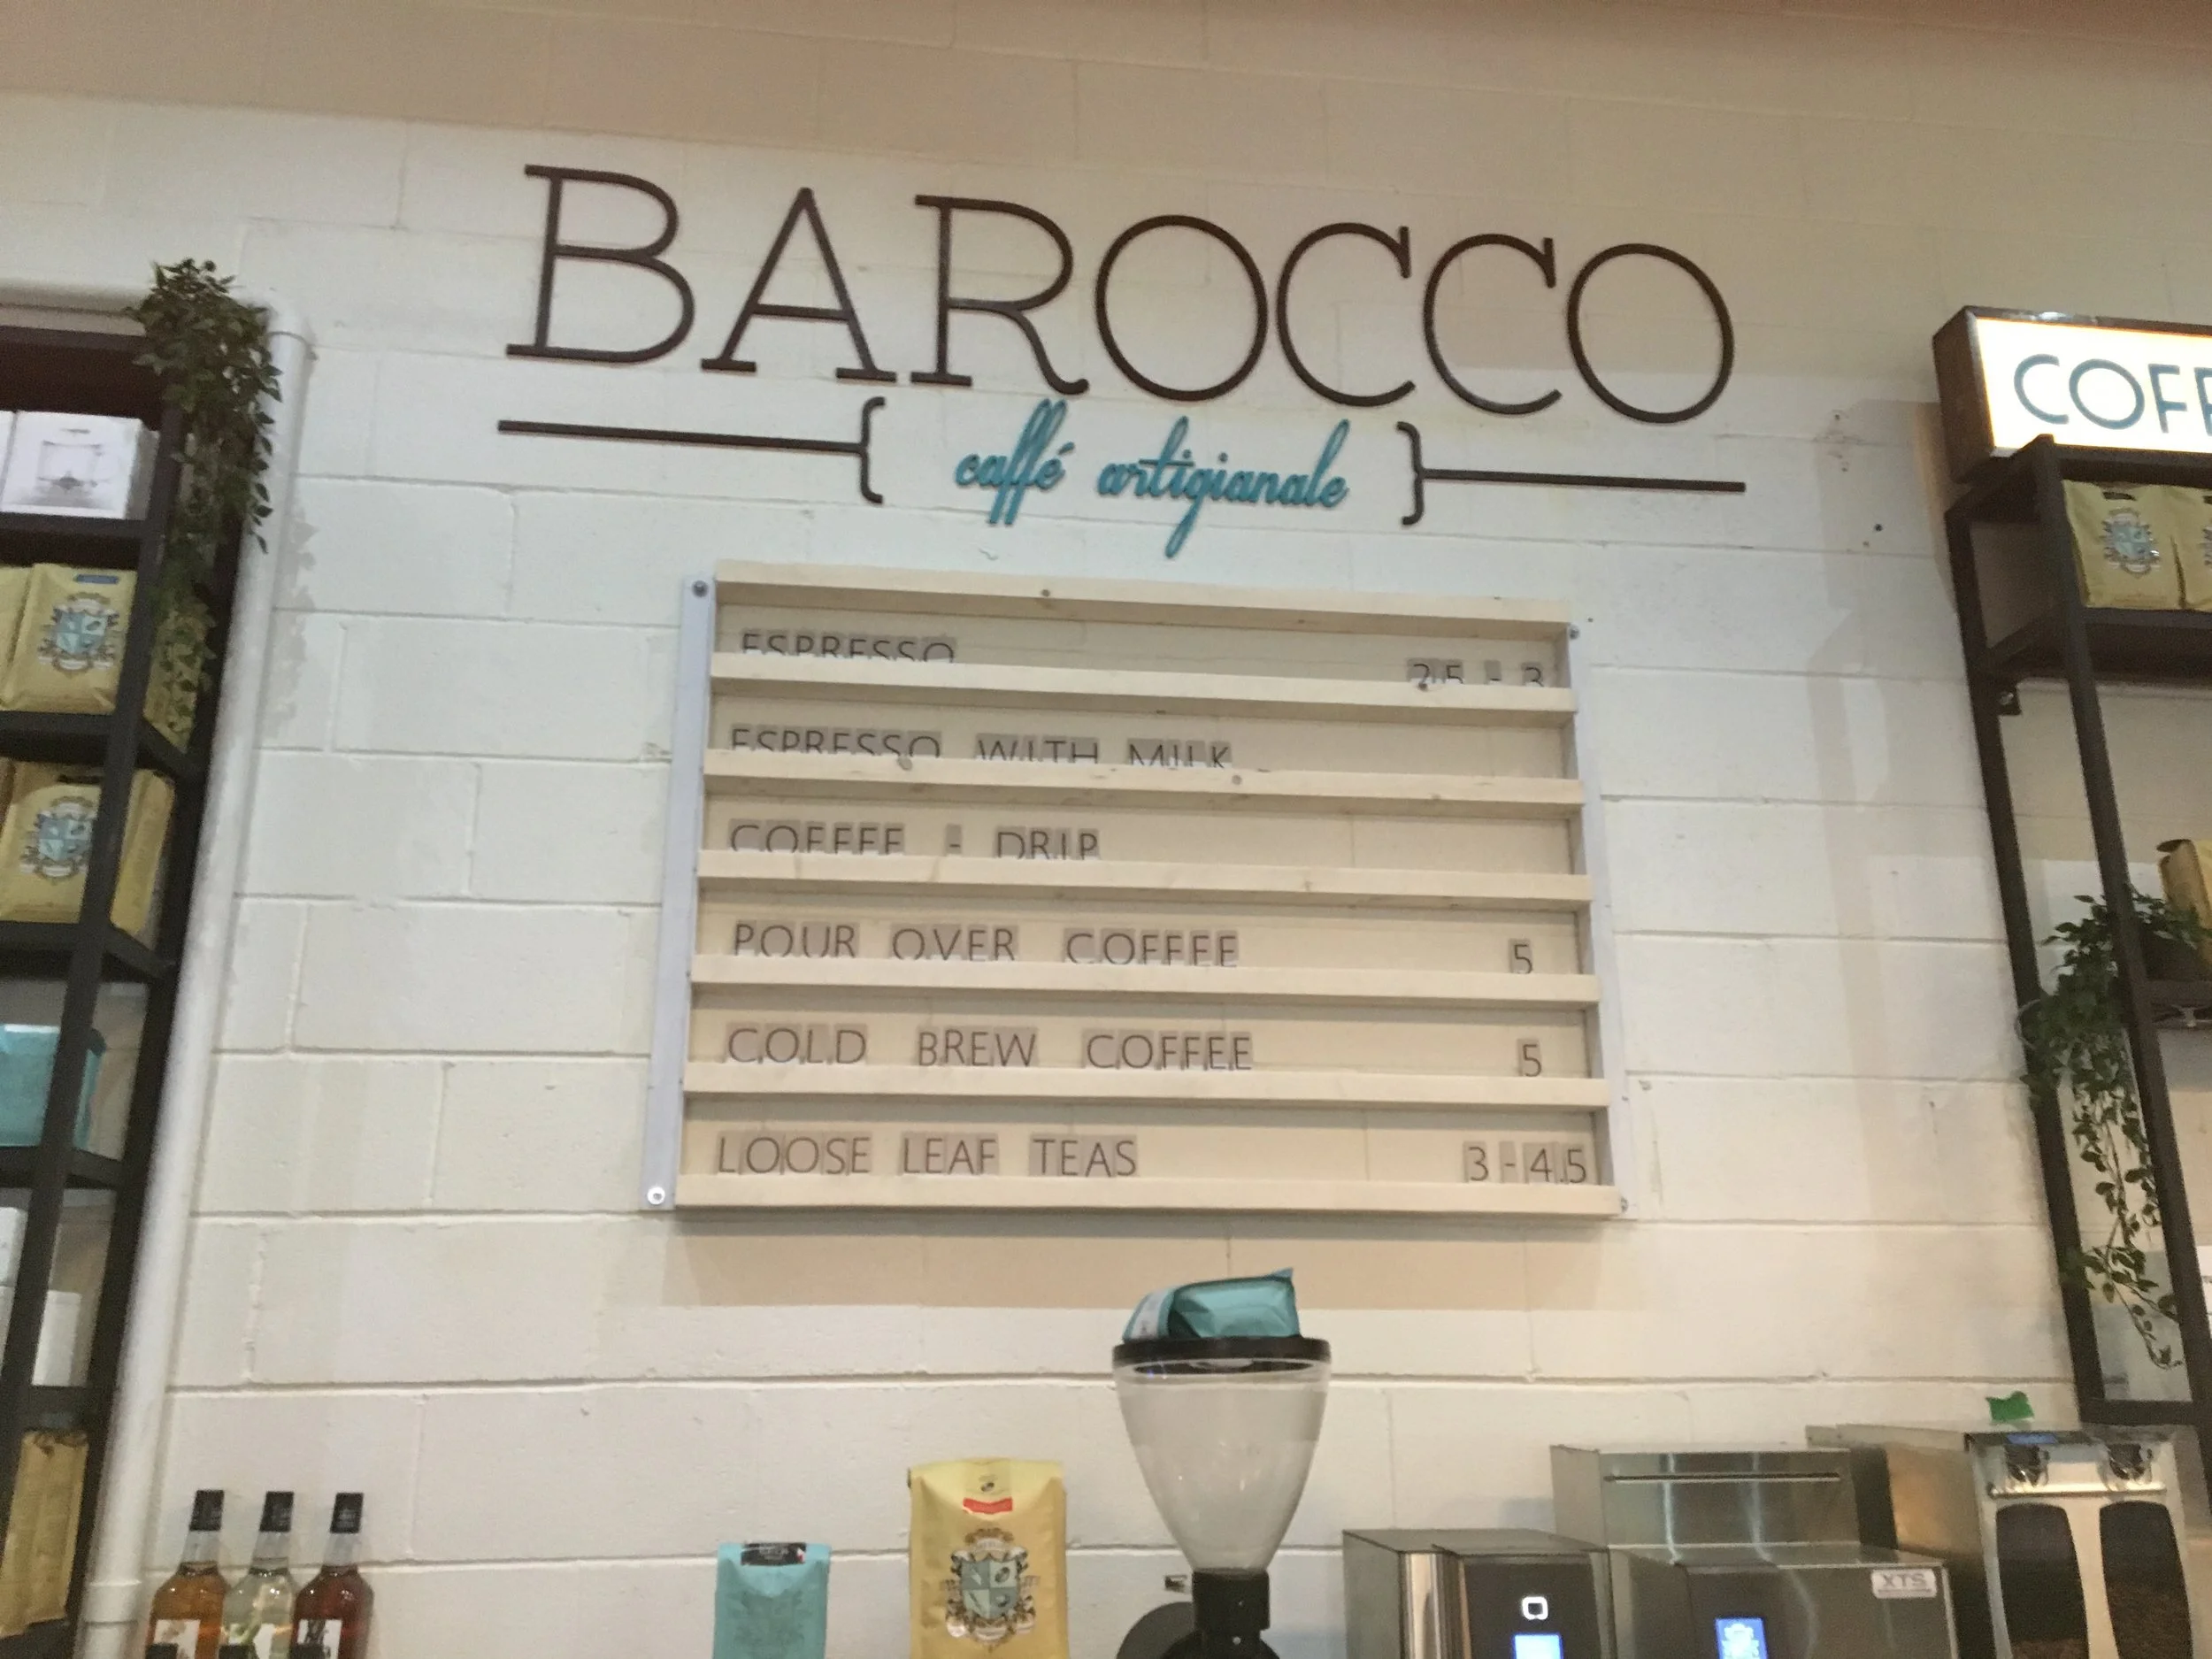 BAROCCO
caffé artigianale
COFF
ESPRESSO 2.5 - 3
ESPRESSO WITH MILK
COFFEE - DRIP
POUR OVER COFFEE 5
COLD BREW COFFEE 5
LOOSE LEAF TEAS 3 - 4.5
XTS